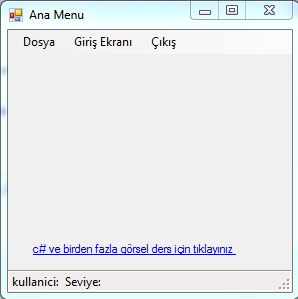 Ana Menu
Dosya Giriş Ekranı Çıkış
c# ve birden fazla görsel ders için tıklayınız
kullanici: Seviye: